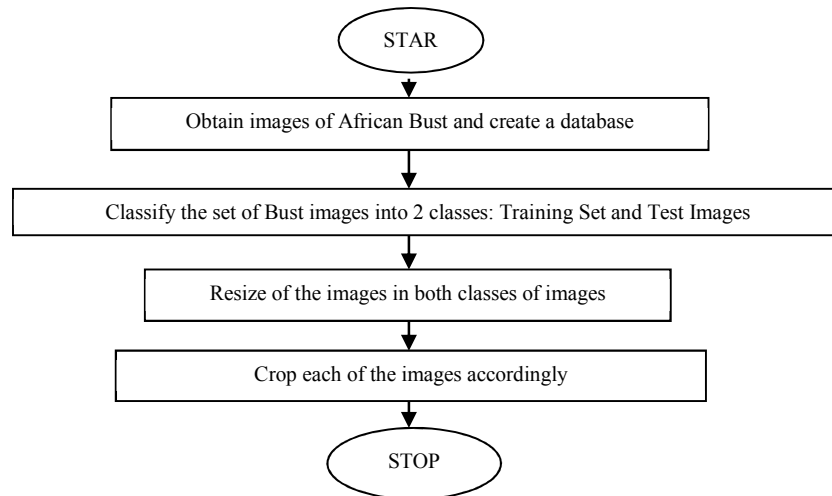 STAR
Obtain images of African Bust and create a database
Classify the set of Bust images into 2 classes: Training Set and Test Images
Resize of the images in both classes of images
Crop each of the images accordingly
STOP